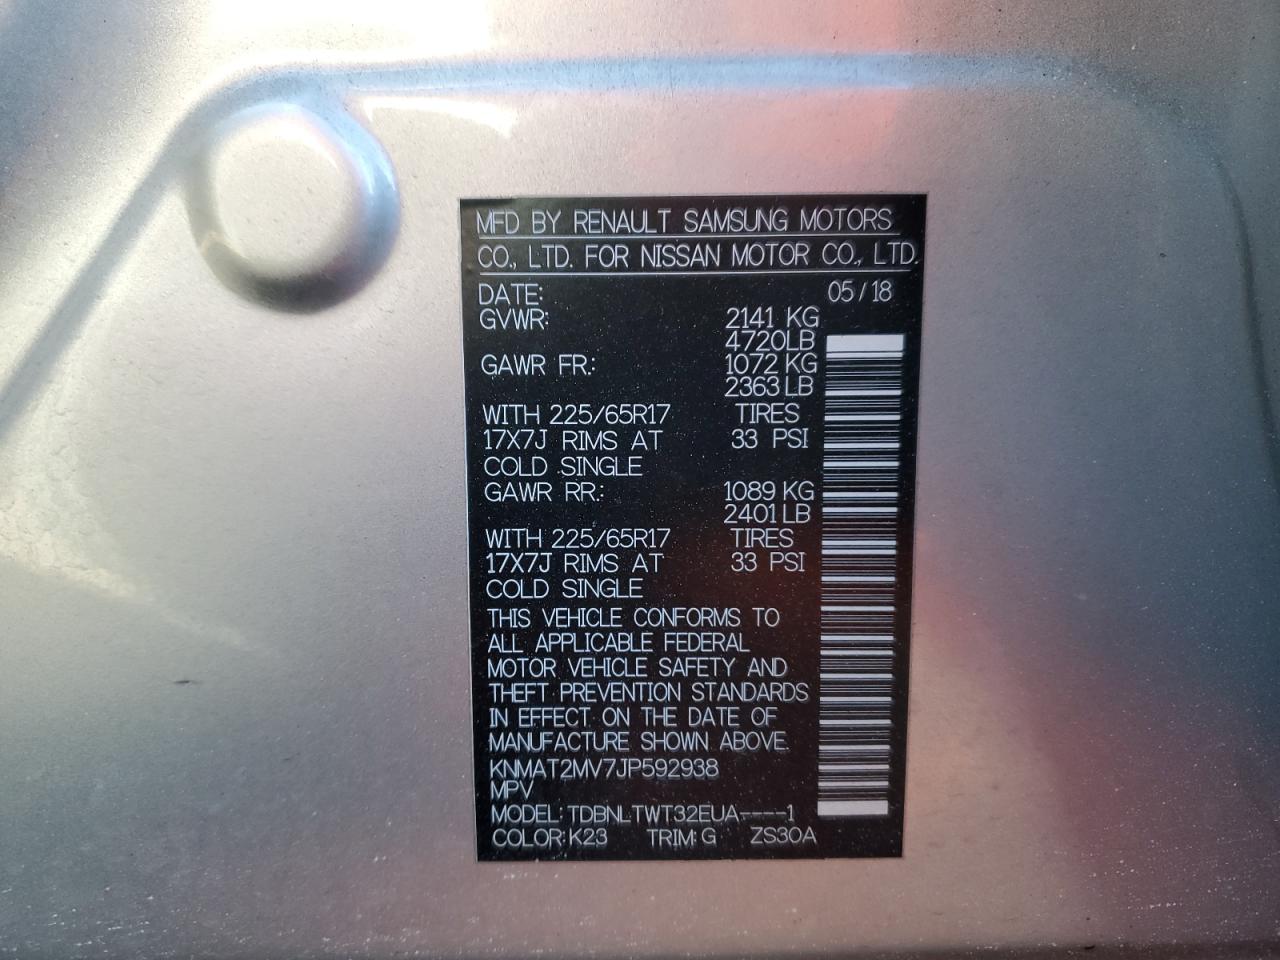 MFD BY RENAULT SAMSUNG MOTORS
CO., LTD. FOR NISSAN MOTOR CO., LTD.
DATE: 05/18
GVWR: 2141 KG
4720LB
GAWR FR.: 1072 KG
2363 LB
WITH 225/65R17 TIRES
17X7J RIMS AT 33 PSI
COLD SINGLE
GAWR RR.: 1089 KG
2401 LB
WITH 225/65R17 TIRES
17X7J RIMS AT 33 PSI
COLD SINGLE
THIS VEHICLE CONFORMS TO
ALL APPLICABLE FEDERAL
MOTOR VEHICLE SAFETY AND
THEFT PREVENTION STANDARDS
IN EFFECT ON THE DATE OF
MANUFACTURE SHOWN ABOVE.
KNMAT2MV7JP592938
MPV
MODEL: TDBNLTWT32EUA----1
COLOR: K23 TRIM: G ZS30A